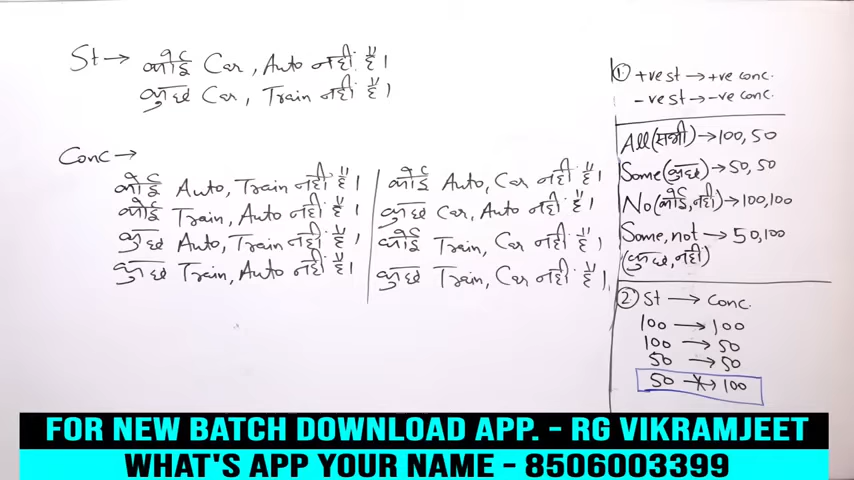 St → कोई Car, Auto नही है।
कुछ Car, Train नही है।
Conc →
कोई Auto, Train नही है।
कोई Train, Auto नही है।
कुछ Auto, Train नही है।
कुछ Train, Auto नही है।
कोई Auto, Car नही है।
कुछ Car, Auto नही है।
कोई Train, Car नही है।
कुछ Train, Car नही है।
1. +ve st → +ve conc.
-ve st → -ve conc.
All (सभी) → 100, 50
Some (कुछ) → 50, 50
No (कोई, नही) → 100, 100
Some, not → 50, 100
(कुछ, नही)
2. St → Conc.
100 → 100
100 → 50
50 → 50
50 → 100
FOR NEW BATCH DOWNLOAD APP. - RG VIKRAMJEET
WHAT'S APP YOUR NAME - 8506003399